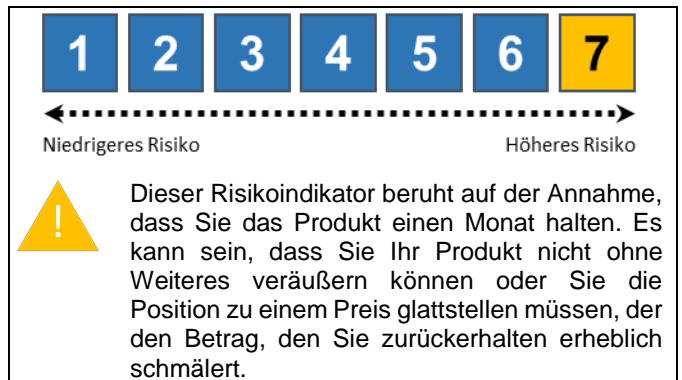 1 2 3 4 5 6 7
Niedrigeres Risiko Höheres Risiko
!
Dieser Risikoindikator beruht auf der Annahme,
dass Sie das Produkt einen Monat halten. Es
kann sein, dass Sie Ihr Produkt nicht ohne
Weiteres veräußern können oder Sie die
Position zu einem Preis glattstellen müssen, der
den Betrag, den Sie zurückerhalten erheblich
schmälert.